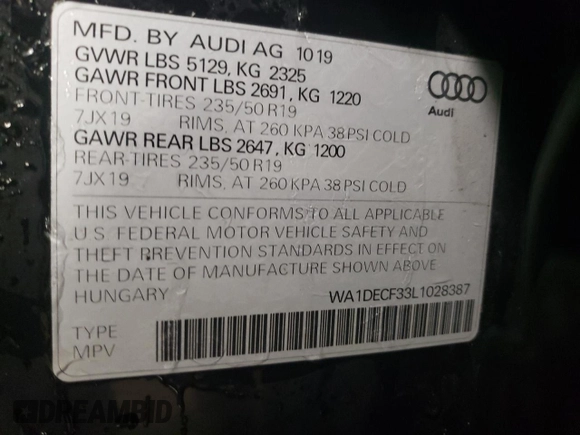 MFD. BY AUDI AG 1019
GVWR LBS 5129, KG 2325
GAWR FRONT LBS 2691, KG 1220
FRONT-TIRES 235/50 R19
7JX19 RIMS, AT 260 KPA 38 PSI COLD
GAWR REAR LBS 2647, KG 1200
REAR-TIRES 235/50 R19
7JX19 RIMS, AT 260 KPA 38 PSI COLD
Audi
THIS VEHICLE CONFORMS TO ALL APPLICABLE
U.S. FEDERAL MOTOR VEHICLE SAFETY AND
THEFT PREVENTION STANDARDS IN EFFECT ON
THE DATE OF MANUFACTURE SHOWN ABOVE
HUNGARY WA1DECF33L1028387
TYPE
MPV
DREAMBID